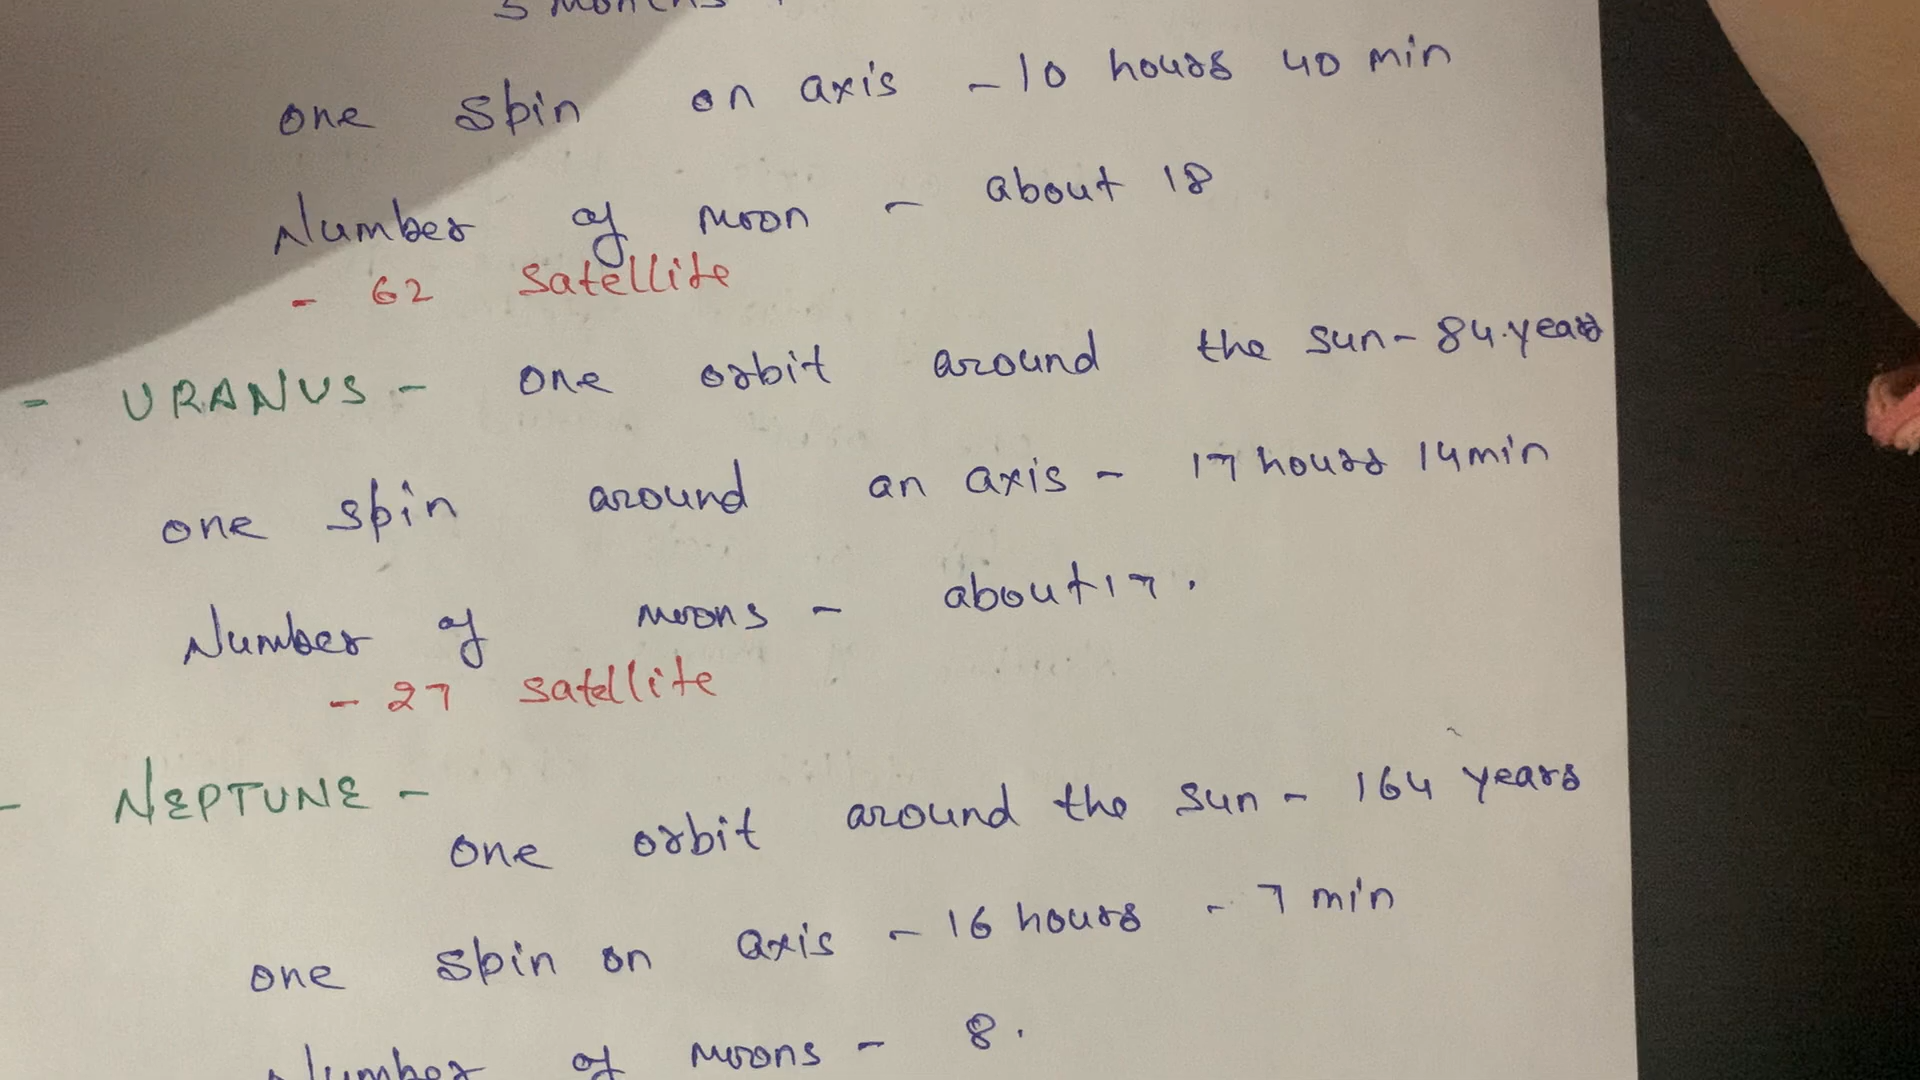 5 months
one spin on axis - 10 hours 40 min
Number of moon - about 18
- 62 satellite
- URANUS - one orbit around the sun - 84.years
one spin around an axis - 17 hours 14 min
Number of moons - about 17.
- 27 satellite
- NEPTUNE - one orbit around the sun - 164 years
one spin on axis - 16 hours - 7 min
Number of moons - 8.